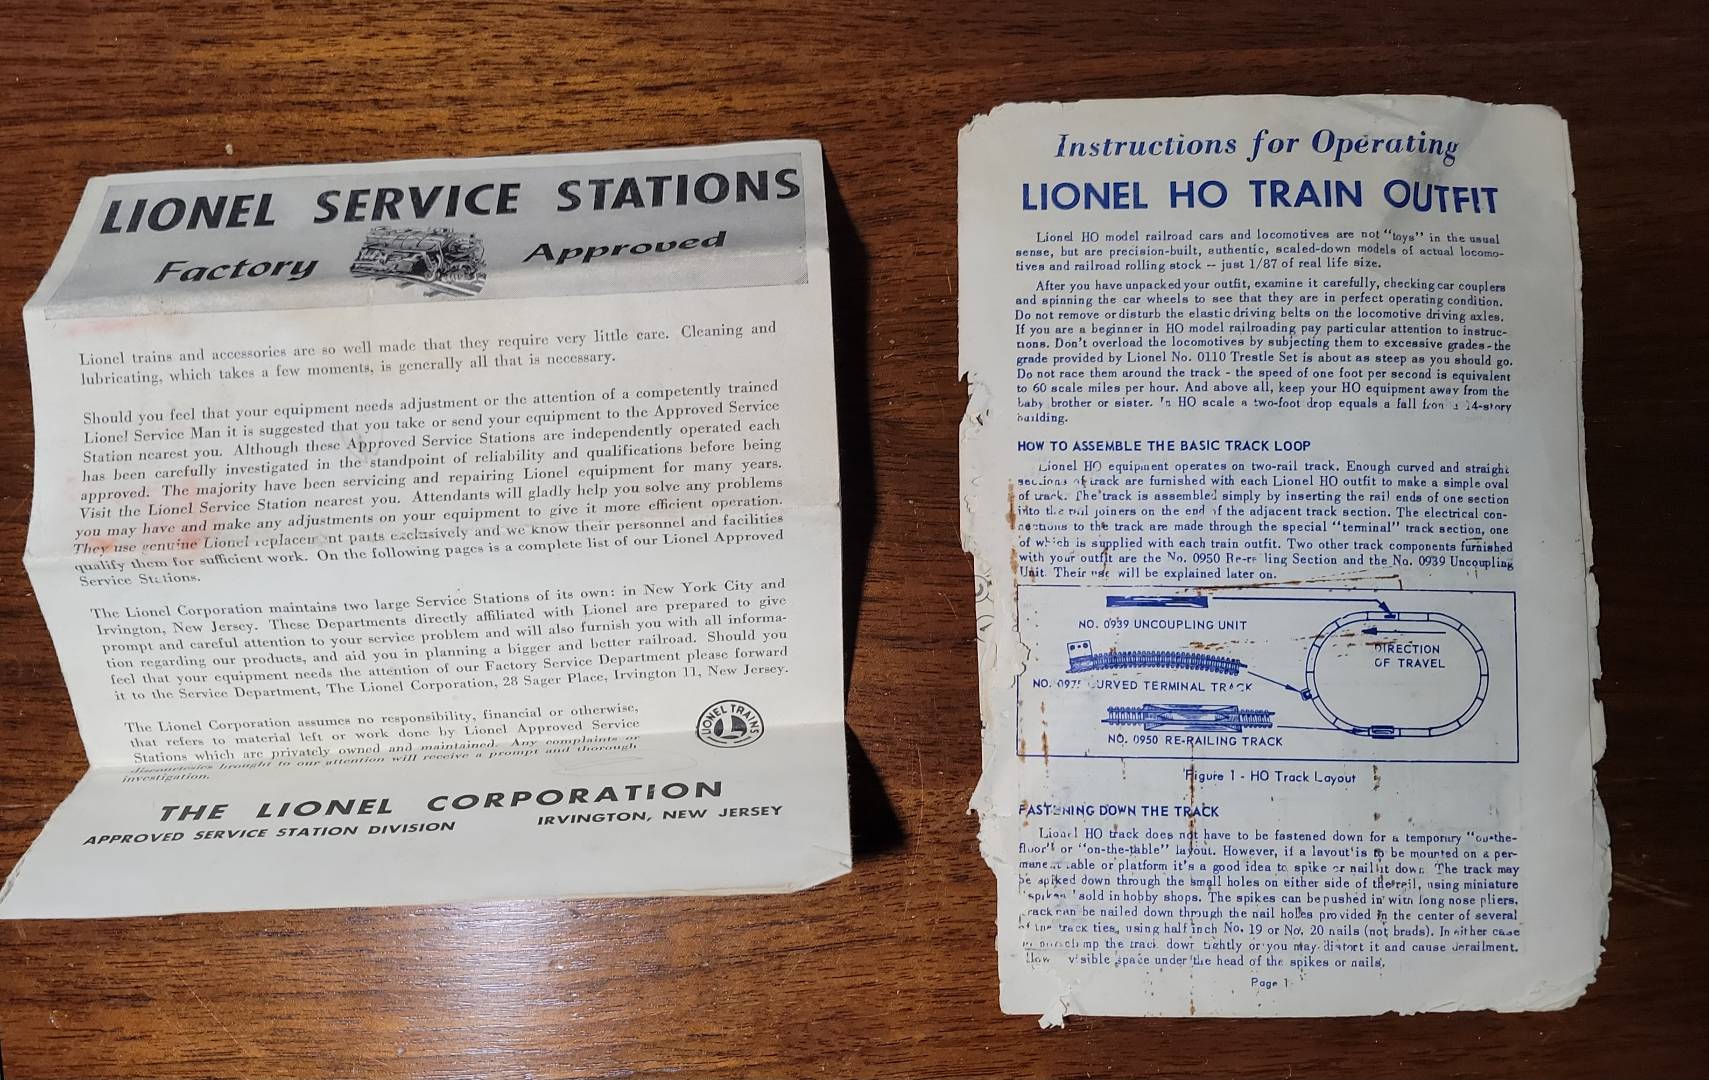 LIONEL SERVICE STATIONS
Factory Approved
Lionel trains and accessories are so well made that they require very little care. Cleaning and
lubricating, which takes a few moments, is generally all that is necessary.
Should you feel that your equipment needs adjustment or the attention of a competently trained
Lionel Service Man it is suggested that you take or send your equipment to the Approved Service
Station nearest you. Although these Approved Service Stations are independently operated each
has been carefully investigated in the standpoint of reliability and qualifications before being
approved. The majority have been servicing and repairing Lionel equipment for many years.
Visit the Lionel Service Station nearest you. Attendants will gladly help you solve any problems
you may have and make any adjustments on your equipment to give it more efficient operation.
They use genuine Lionel replacement parts exclusively and we know their personnel and facilities
qualify them for sufficient work. On the following pages is a complete list of our Lionel Approved
Service Stations.
The Lionel Corporation maintains two large Service Stations of its own: in New York City and
Irvington, New Jersey. These Departments directly affiliated with Lionel are prepared to give
prompt and careful attention to your service problem and will also furnish you with all informa-
tion regarding our products, and aid you in planning a bigger and better railroad. Should you
feel that your equipment needs the attention of our Factory Service Department please forward
it to the Service Department, The Lionel Corporation, 28 Sager Place, Irvington 11, New Jersey.
The Lionel Corporation assumes no responsibility, financial or otherwise,
that refers to material left or work done by Lionel Approved Service
Stations which are privately owned and maintained. Any complaints or
brought to our attention will receive a prompt and thorough
investigation.
LIONEL TRAINS
L
THE LIONEL CORPORATION
APPROVED SERVICE STATION DIVISION IRVINGTON, NEW JERSEY
Instructions for Operating
LIONEL HO TRAIN OUTFIT
Lionel HO model railroad cars and locomotives are not "toys" in the usual
sense, but are precision-built, authentic, scaled-down models of actual locomo-
tives and railroad rolling stock -- just 1/87 of real life size.
After you have unpacked your outfit, examine it carefully, checking car couplers
and spinning the car wheels to see that they are in perfect operating condition.
Do not remove or disturb the elastic driving belts on the locomotive driving axles.
If you are a beginner in HO model railroading pay particular attention to instruc-
tions. Don't overload the locomotives by subjecting them to excessive grades-the
grade provided by Lionel No. 0110 Trestle Set is about as steep as you should go.
Do not race them around the track - the speed of one foot per second is equivalent
to 60 scale miles per hour. And above all, keep your HO equipment away from the
baby brother or sister. In HO scale a two-foot drop equals a fall from a 14-story
building.
HOW TO ASSEMBLE THE BASIC TRACK LOOP
Lionel HO equipment operates on two-rail track. Enough curved and straight
sections of track are furnished with each Lionel HO outfit to make a simple oval
of track. The track is assembled simply by inserting the rail ends of one section
into the rail joiners on the end of the adjacent track section. The electrical con-
nections to the track are made through the special "terminal" track section, one
of which is supplied with each train outfit. Two other track components furnished
with your outfit are the No. 0950 Re-railing Section and the No. 0939 Uncoupling
Unit. Their use will be explained later on.
NO. 0939 UNCOUPLING UNIT
DIRECTION
OF TRAVEL
NO. CURVED TERMINAL TRACK
NO. 0950 RE-RAILING TRACK
Figure 1 - HO Track Layout
FASTENING DOWN THE TRACK
Lionel HO track does not have to be fastened down for a temporary "on-the-
floor" or "on-the-table" layout. However, if a layout is to be mounted on a per-
manent table or platform it's a good idea to spike or nail it down. The track may
be spiked down through the small holes on either side of the rail, using miniature
"spikes" sold in hobby shops. The spikes can be pushed in with long nose pliers.
Track can be nailed down through the nail holes provided in the center of several
of the track ties, using half inch No. 19 or No. 20 nails (not brads). In either case
clamp the track down tightly or you may distort it and cause derailment.
visible space under the head of the spikes or nails.
Page 1